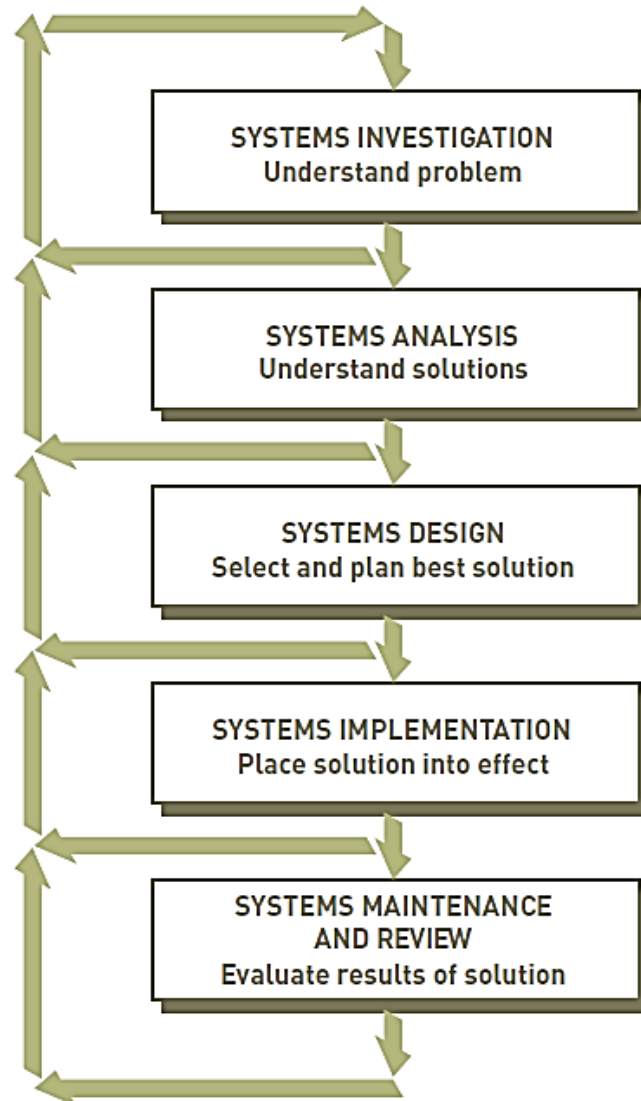 SYSTEMS INVESTIGATION
Understand problem
SYSTEMS ANALYSIS
Understand solutions
SYSTEMS DESIGN
Select and plan best solution
SYSTEMS IMPLEMENTATION
Place solution into effect
SYSTEMS MAINTENANCE
AND REVIEW
Evaluate results of solution